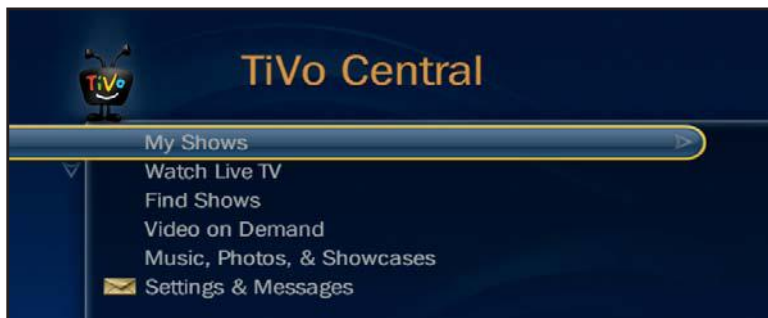 TiVo
TiVo Central
My Shows
Watch Live TV
Find Shows
Video on Demand
Music, Photos, & Showcases
Settings & Messages